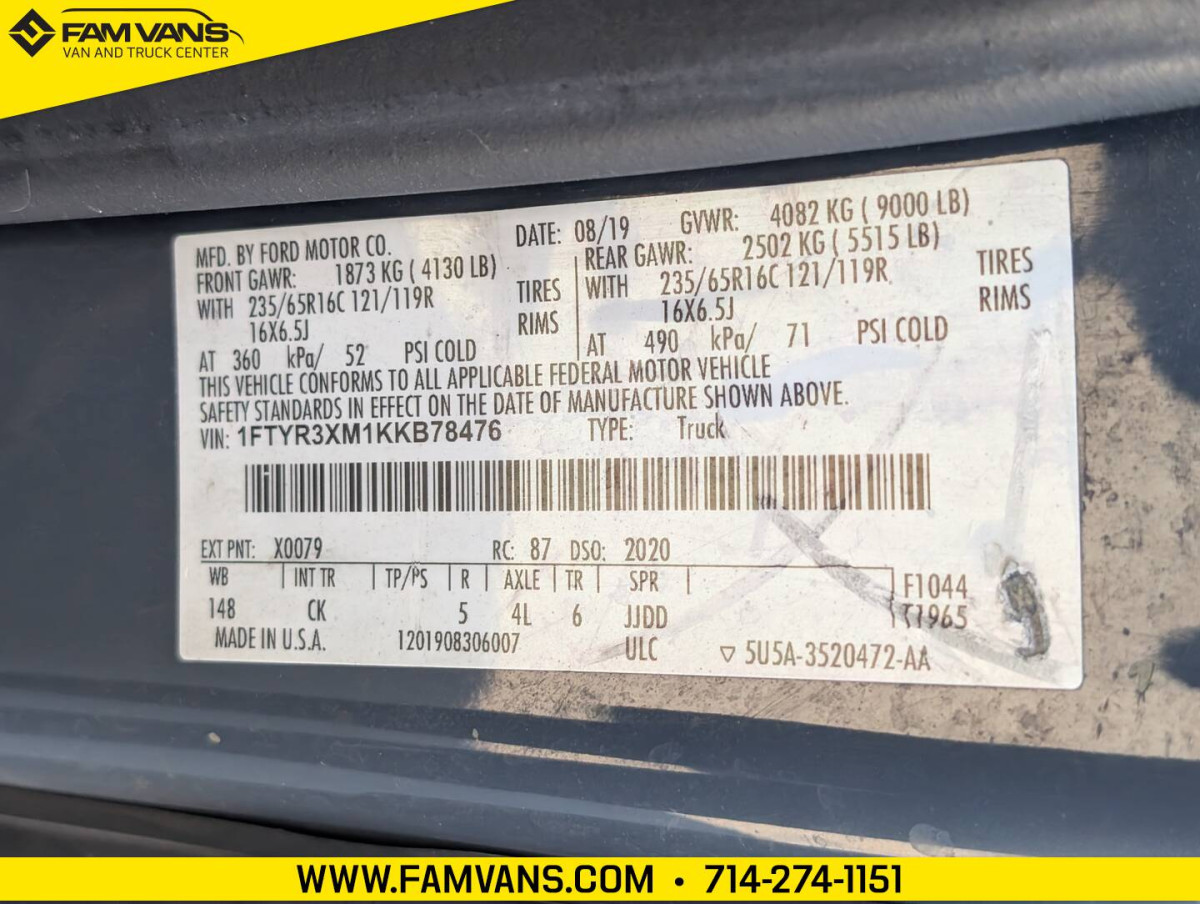 FAM VANS
VAN AND TRUCK CENTER
MFD. BY FORD MOTOR CO. DATE: 08/19 GVWR: 4082 KG ( 9000 LB)
FRONT GAWR: 1873 KG ( 4130 LB) REAR GAWR: 2502 KG ( 5515 LB)
WITH 235/65R16C 121/119R TIRES WITH 235/65R16C 121/119R TIRES
16X6.5J RIMS 16X6.5J RIMS
AT 360 kPa/ 52 PSI COLD AT 490 kPa/ 71 PSI COLD
THIS VEHICLE CONFORMS TO ALL APPLICABLE FEDERAL MOTOR VEHICLE
SAFETY STANDARDS IN EFFECT ON THE DATE OF MANUFACTURE SHOWN ABOVE.
VIN: 1FTYR3XM1KKB78476 TYPE: Truck
EXT PNT: X0079 RC: 87 DSO: 2020
WB INT TR TP/PS R AXLE TR SPR F1044
148 CK 5 4L 6 JJDD 1965
MADE IN U.S.A. 1201908306007 ULC ▽ 5U5A-3520472-AA
WWW.FAMVANS.COM • 714-274-1151